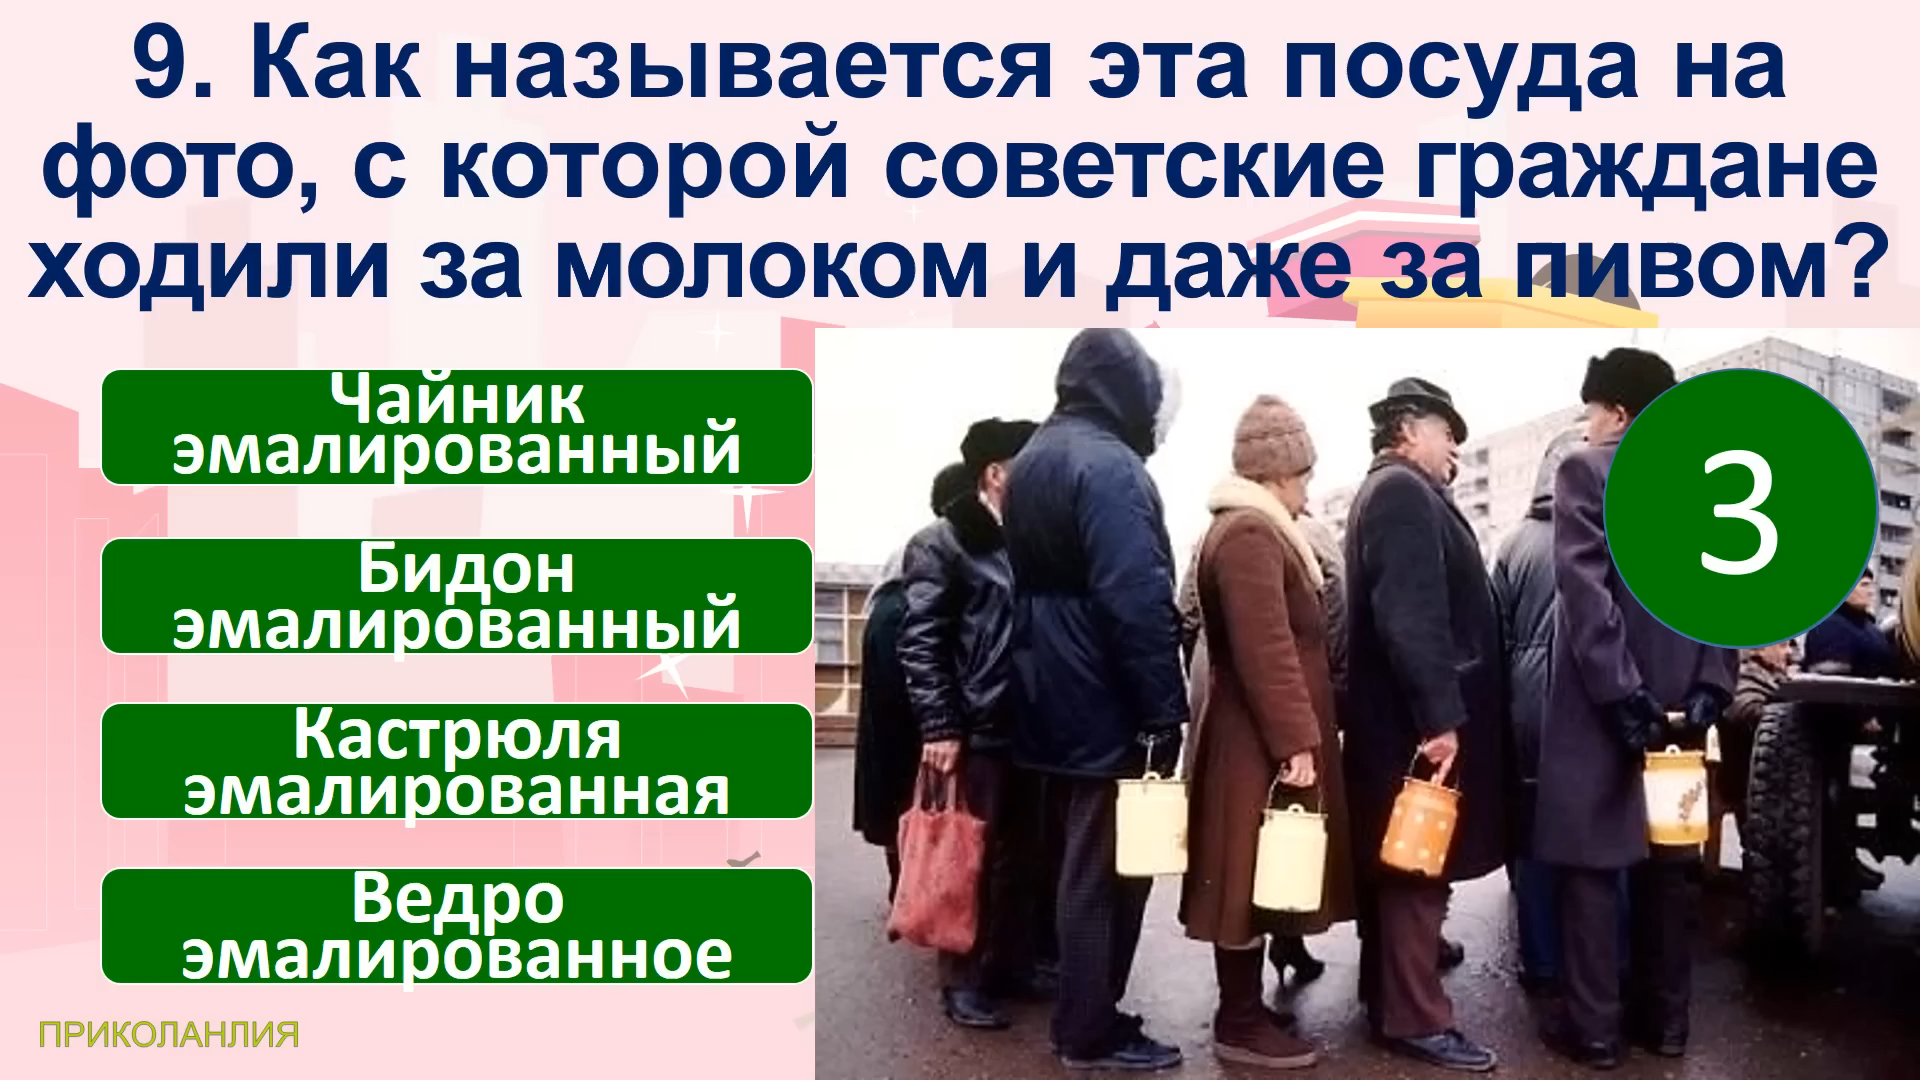 9. Как называется эта посуда на
фото, с которой советские граждане
ходили за молоком и даже за пивом?
Чайник
эмалированный
Бидон
эмалированный
Кастрюля
эмалированная
Ведро
эмалированное
3
ПРИКОЛАНЛИЯ